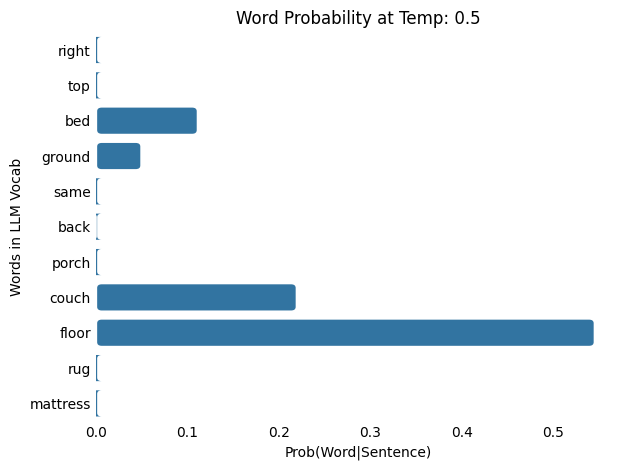 Word Probability at Temp: 0.5
Words in LLM Vocab
right
top
bed
ground
same
back
porch
couch
floor
rug
mattress
0.0 0.1 0.2 0.3 0.4 0.5
Prob(Word|Sentence)